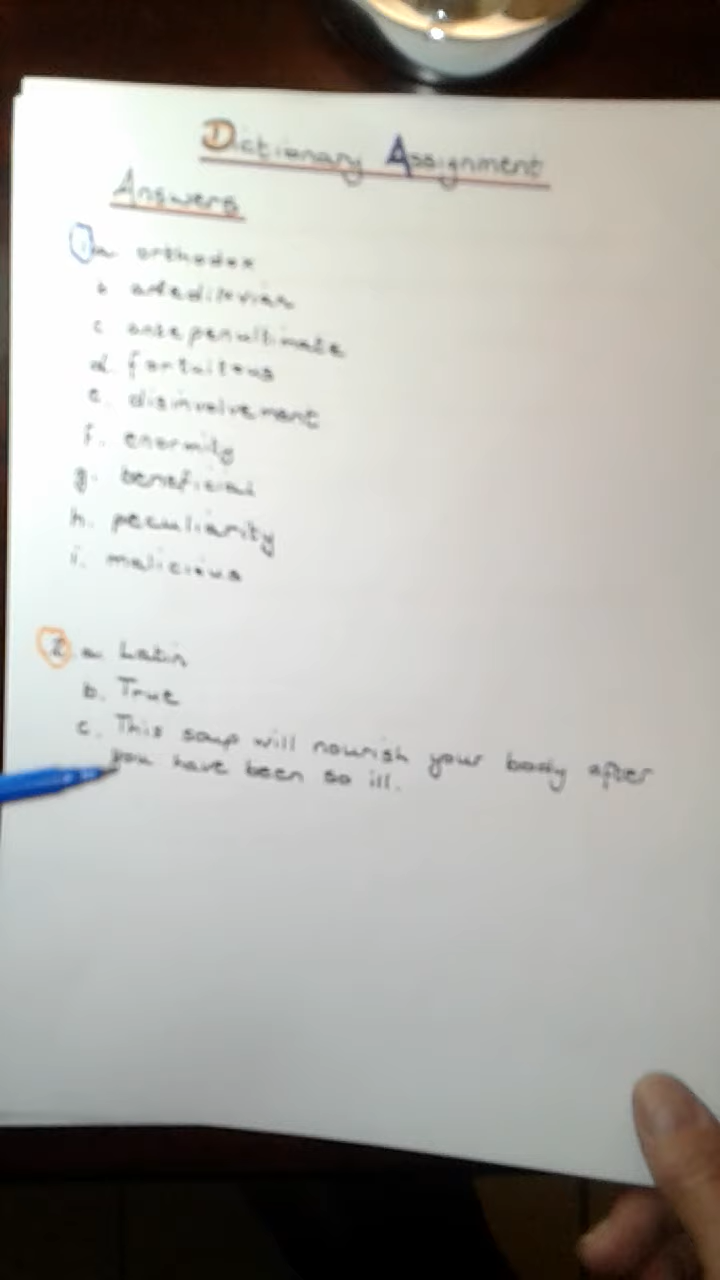 Dictionary Assignment
Answers
1 a orthodox
b antediluvian
c antepenultimate
d. fortuitous
e. disinvolvement
f. enormity
g. beneficial
h. peculiarity
i. malicious
2 a. Latin
b. True
c. This soup will nourish your body after
you have been so ill.